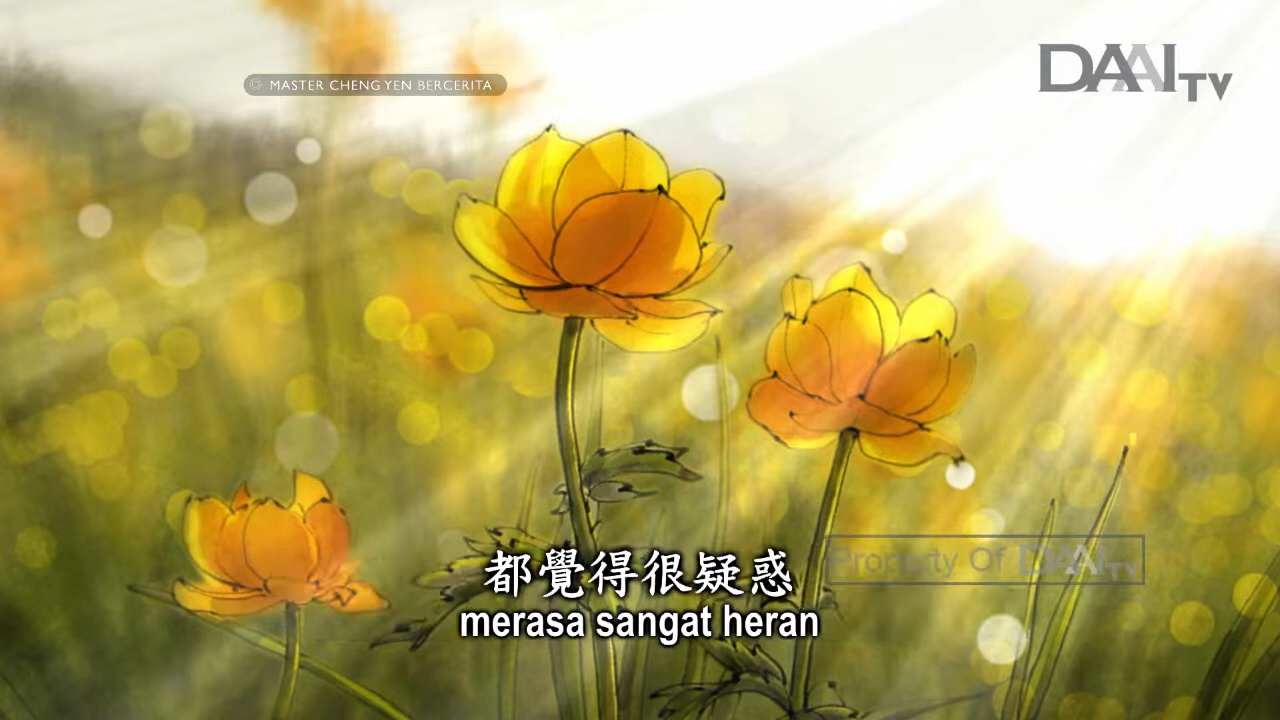 © MASTER CHENG YEN BERCERITA
DAAI TV
Property Of DAAI TV
都覺得很疑惑
merasa sangat heran